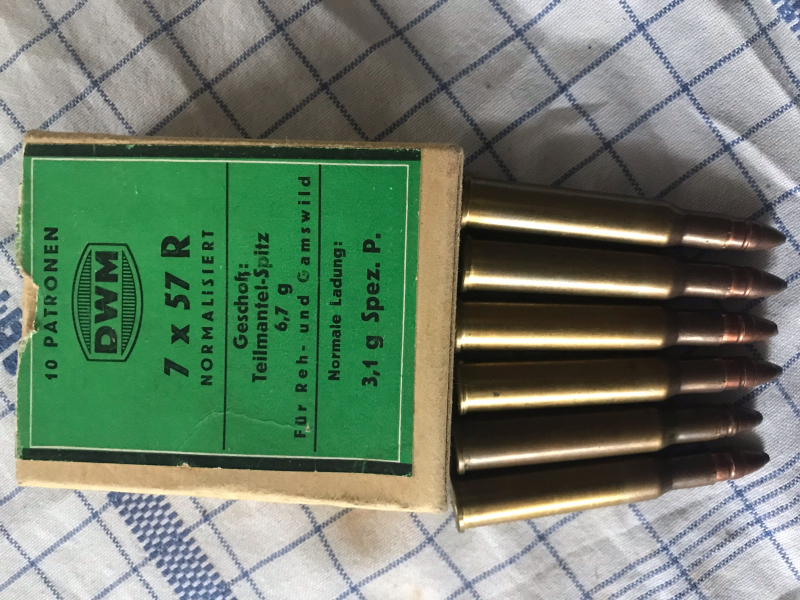 10 PATRONEN
DWM
7 x 57 R
NORMALISIERT
Geschoß:
Teilmantel-Spitz
6,7 g
Für Reh- und Gamswild
Normale Ladung:
3,1 g Spez. P.